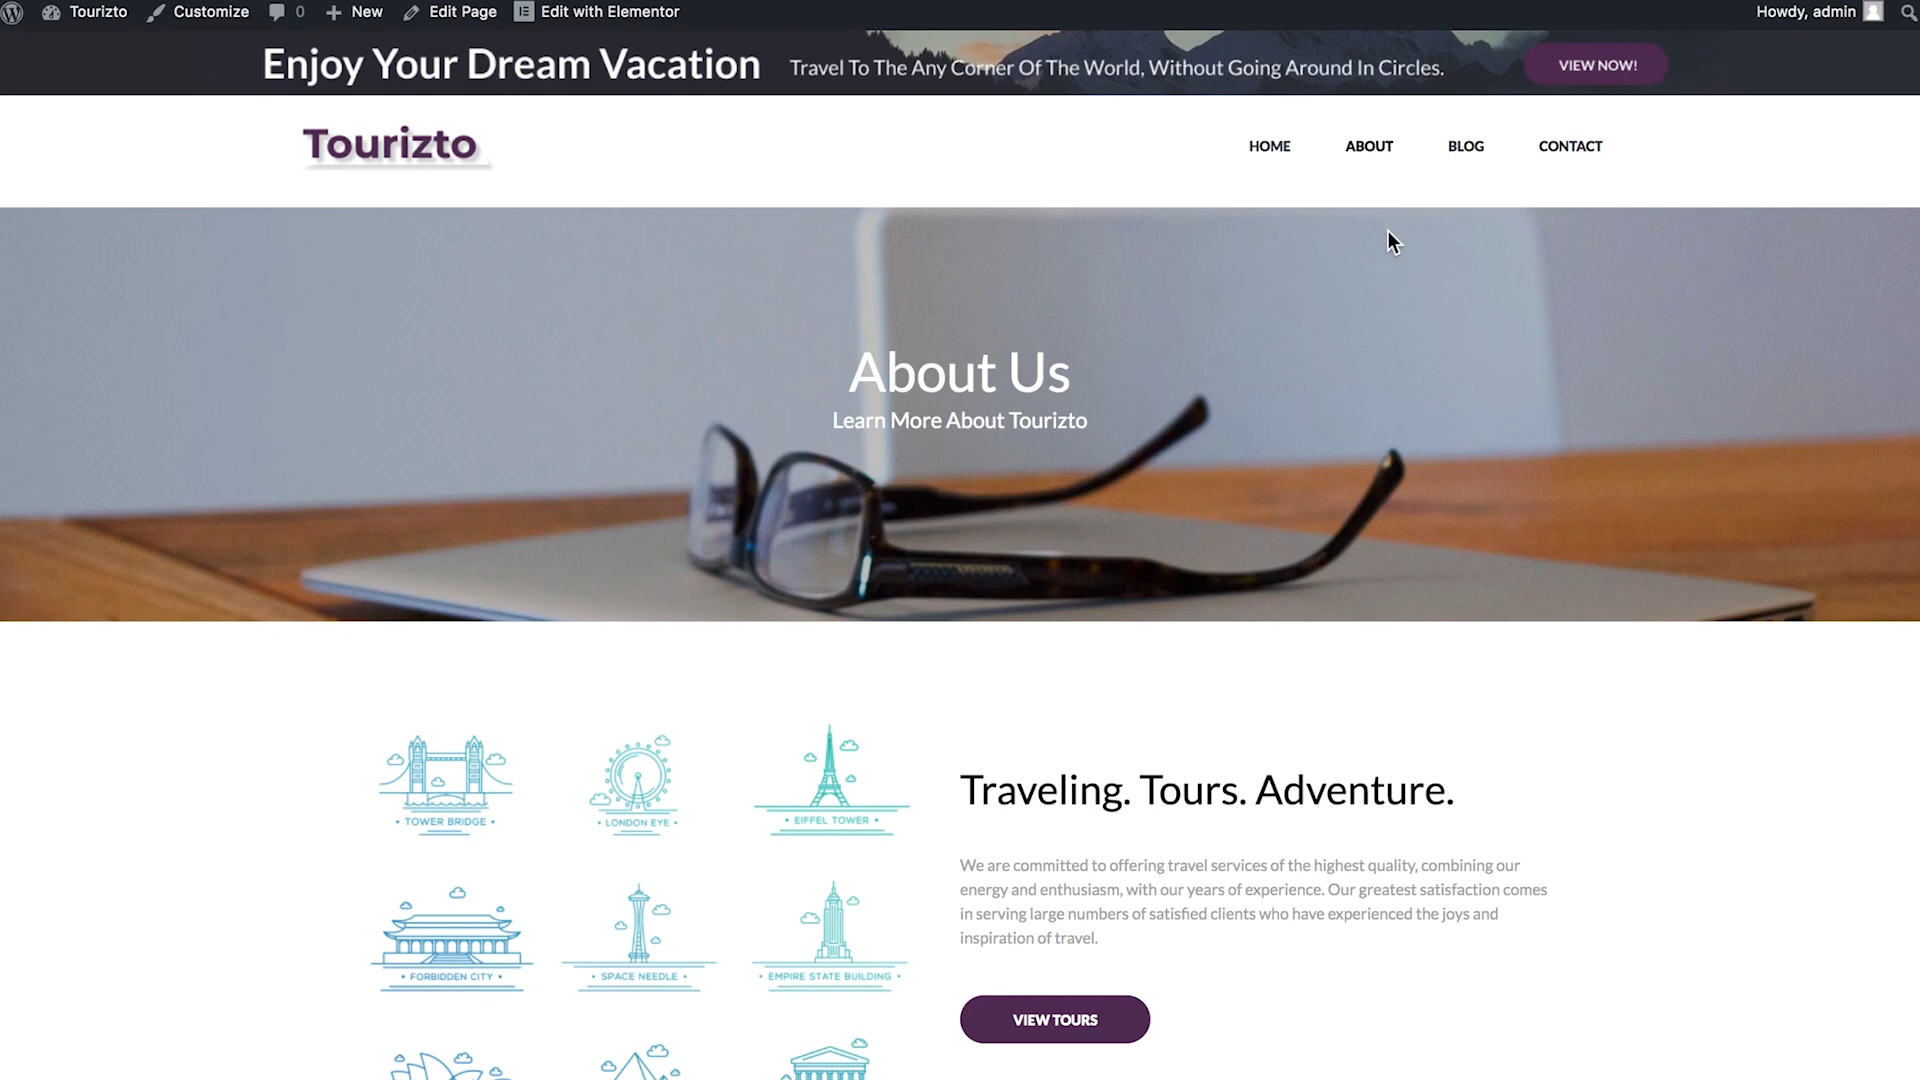 Tourizto
Customize
0
New
Edit Page
Edit with Elementor
Howdy, admin
Enjoy Your Dream Vacation
Travel To The Any Corner Of The World, Without Going Around In Circles.
VIEW NOW!
Tourizto
HOME
ABOUT
BLOG
CONTACT
About Us
Learn More About Tourizto
• TOWER BRIDGE •
• LONDON EYE •
• EIFFEL TOWER •
• FORBIDDEN CITY •
• SPACE NEEDLE •
• EMPIRE STATE BUILDING •
Traveling. Tours. Adventure.
We are committed to offering travel services of the highest quality, combining our
energy and enthusiasm, with our years of experience. Our greatest satisfaction comes
in serving large numbers of satisfied clients who have experienced the joys and
inspiration of travel.
VIEW TOURS